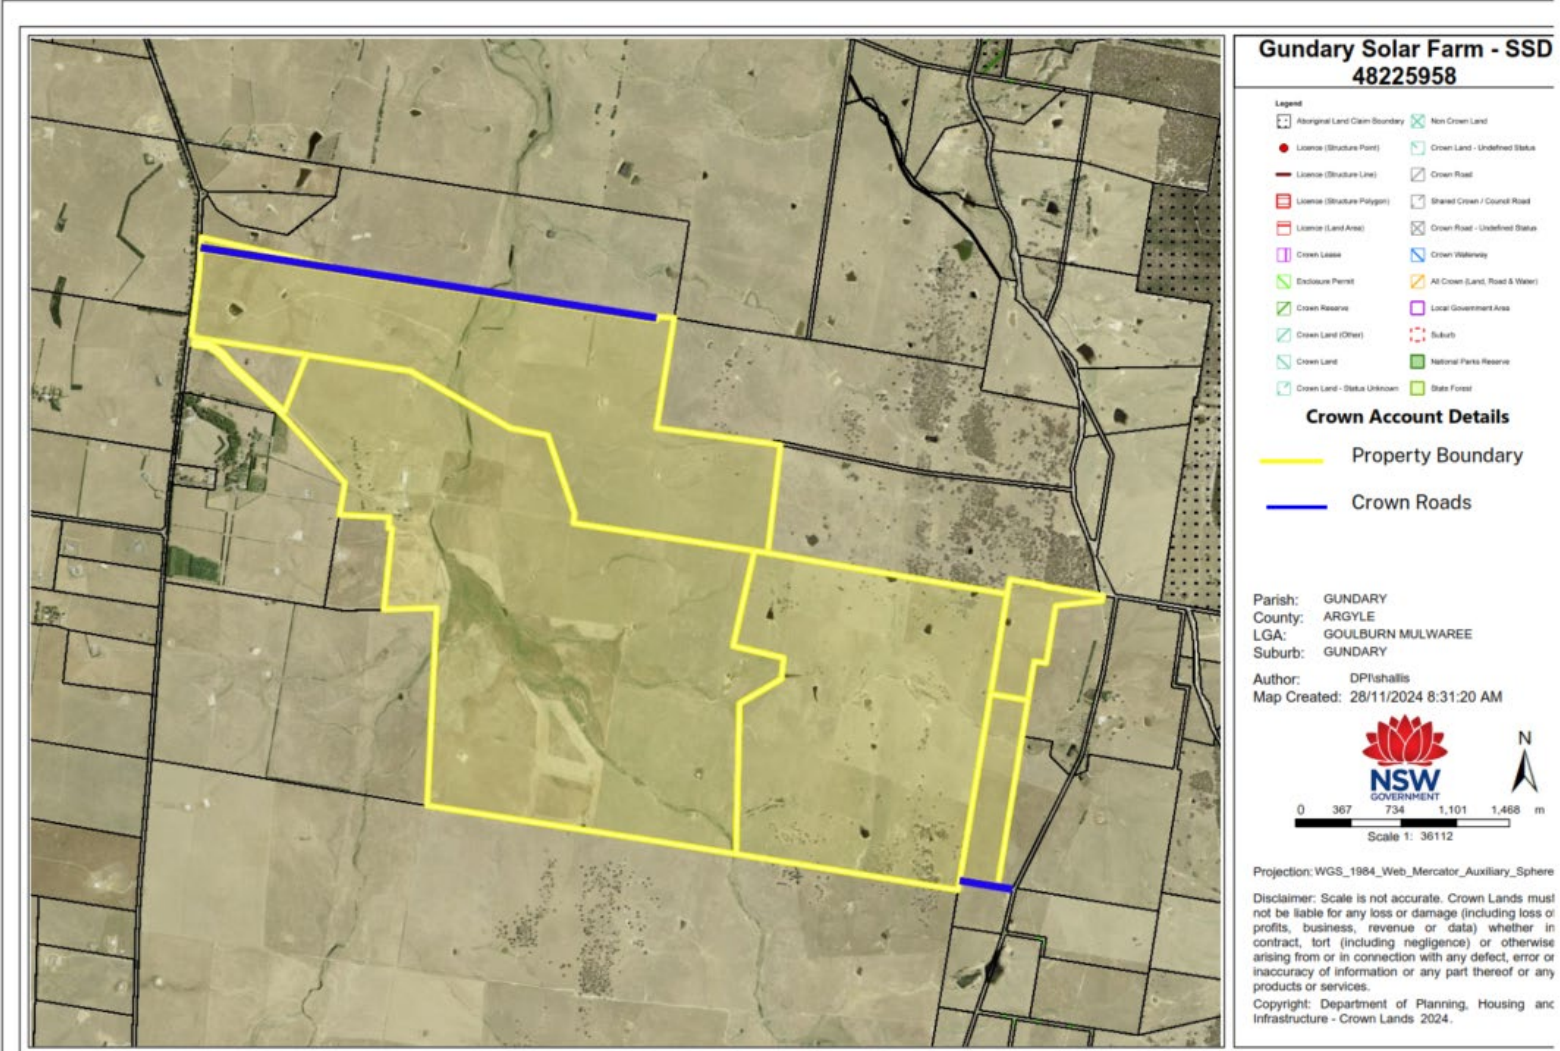 Gundary Solar Farm - SSD
48225958
Legend
Aboriginal Land Claim Boundary
Non Crown Land
Licence (Structure Point)
Crown Land - Undefined Status
Licence (Structure Line)
Crown Road
Licence (Structure Polygon)
Shared Crown / Council Road
Licence (Land Area)
Crown Road - Undefined Status
Crown Lease
Crown Waterway
Enclosure Permit
All Crown (Land, Road & Water)
Crown Reserve
Local Government Area
Crown Land (Other)
Suburb
Crown Land
National Parks Reserve
Crown Land - Status Unknown
State Forest
Crown Account Details
Property Boundary
Crown Roads
Parish: GUNDARY
County: ARGYLE
LGA: GOULBURN MULWAREE
Suburb: GUNDARY
Author: DPI\shallis
Map Created: 28/11/2024 8:31:20 AM
NSW
GOVERNMENT
N
0 367 734 1,101 1,468 m
Scale 1: 36112
Projection: WGS_1984_Web_Mercator_Auxiliary_Sphere
Disclaimer: Scale is not accurate. Crown Lands must
not be liable for any loss or damage (including loss of
profits, business, revenue or data) whether in
contract, tort (including negligence) or otherwise
arising from or in connection with any defect, error or
inaccuracy of information or any part thereof or any
products or services.
Copyright: Department of Planning, Housing and
Infrastructure - Crown Lands 2024.